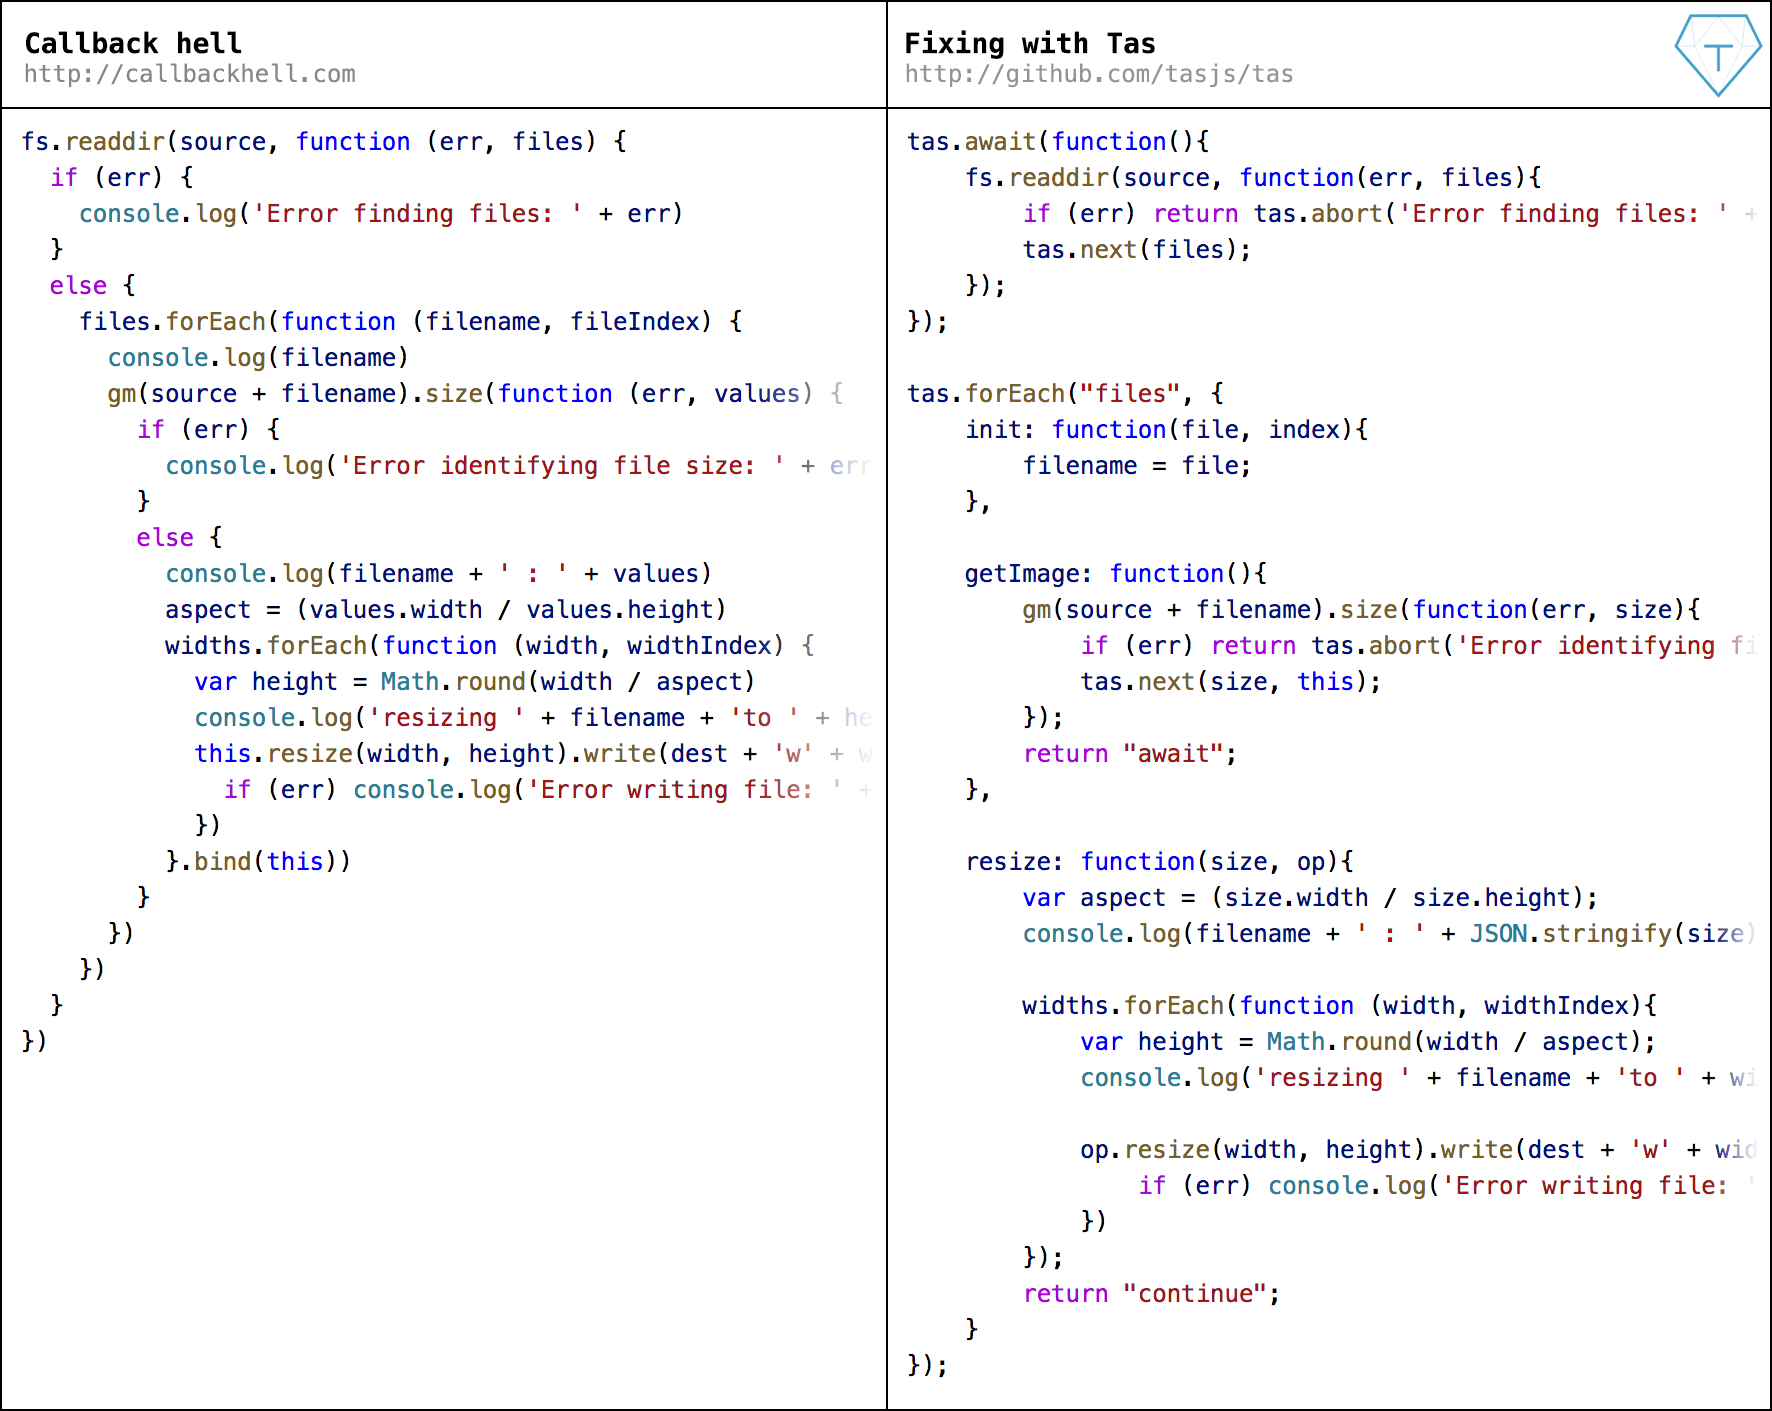 Callback hell
http://callbackhell.com
fs.readdir(source, function (err, files) {
  if (err) {
    console.log('Error finding files: ' + err)
  }
  else {
    files.forEach(function (filename, fileIndex) {
      console.log(filename)
      gm(source + filename).size(function (err, values) {
        if (err) {
          console.log('Error identifying file size: ' + err
        }
        else {
          console.log(filename + ' : ' + values)
          aspect = (values.width / values.height)
          widths.forEach(function (width, widthIndex) {
            var height = Math.round(width / aspect)
            console.log('resizing ' + filename + 'to ' +
            this.resize(width, height).write(dest + 'w' +
              if (err) console.log('Error writing file: ' +
            })
          }.bind(this))
        }
      })
    })
  }
})
Fixing with Tas
http://github.com/tasjs/tas
T
tas.await(function(){
    fs.readdir(source, function(err, files){
        if (err) return tas.abort('Error finding files: ' +
        tas.next(files);
    });
});

tas.forEach("files", {
    init: function(file, index){
        filename = file;
    },

    getImage: function(){
        gm(source + filename).size(function(err, size){
            if (err) return tas.abort('Error identifying
            tas.next(size, this);
        });
        return "await";
    },

    resize: function(size, op){
        var aspect = (size.width / size.height);
        console.log(filename + ' : ' + JSON.stringify(size)

        widths.forEach(function (width, widthIndex){
            var height = Math.round(width / aspect);
            console.log('resizing ' + filename + 'to ' +

            op.resize(width, height).write(dest + 'w' +
                if (err) console.log('Error writing file: '
            })
        });
        return "continue";
    }
});